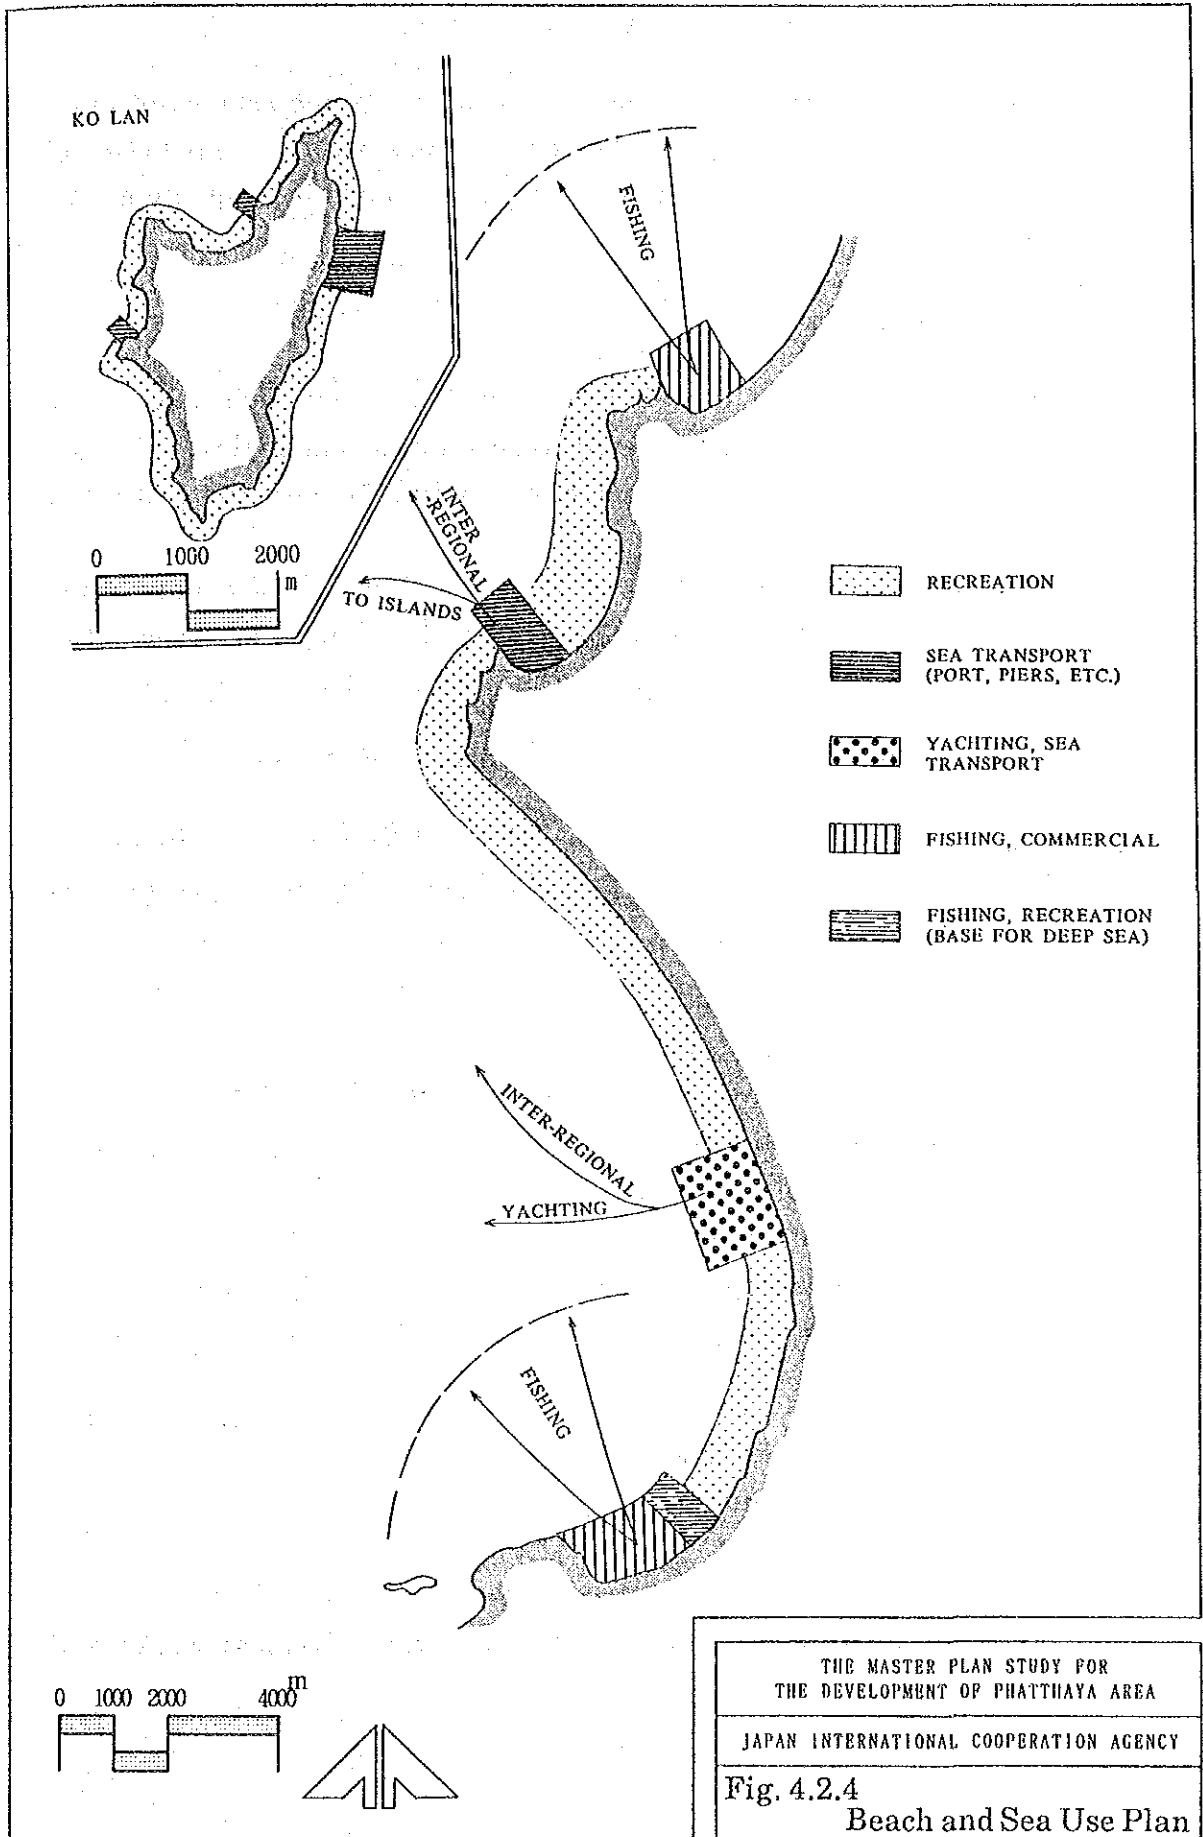 KO LAN
0 1000 2000
m
FISHING
INTER
-REGIONAL
TO ISLANDS
RECREATION
SEA TRANSPORT
(PORT, PIERS, ETC.)
YACHTING, SEA
TRANSPORT
FISHING, COMMERCIAL
FISHING, RECREATION
(BASE FOR DEEP SEA)
INTER-REGIONAL
YACHTING
FISHING
0 1000 2000 4000 m
THE MASTER PLAN STUDY FOR
THE DEVELOPMENT OF PHATTHAYA AREA
JAPAN INTERNATIONAL COOPERATION AGENCY
Fig. 4.2.4
Beach and Sea Use Plan